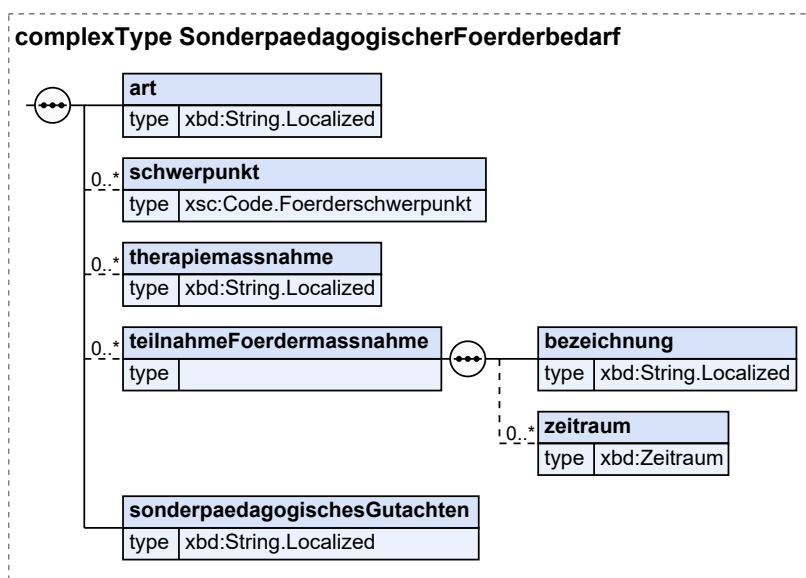 complexType SonderpaedagogischerFoerderbedarf
art
type xbd:String.Localized
0..* schwerpunkt
type xsc:Code.Foerderschwerpunkt
0..* therapiemassnahme
type xbd:String.Localized
0..* teilnahmeFoerdermassnahme
type
bezeichnung
type xbd:String.Localized
0..* zeitraum
type xbd:Zeitraum
sonderpaedagogischesGutachten
type xbd:String.Localized